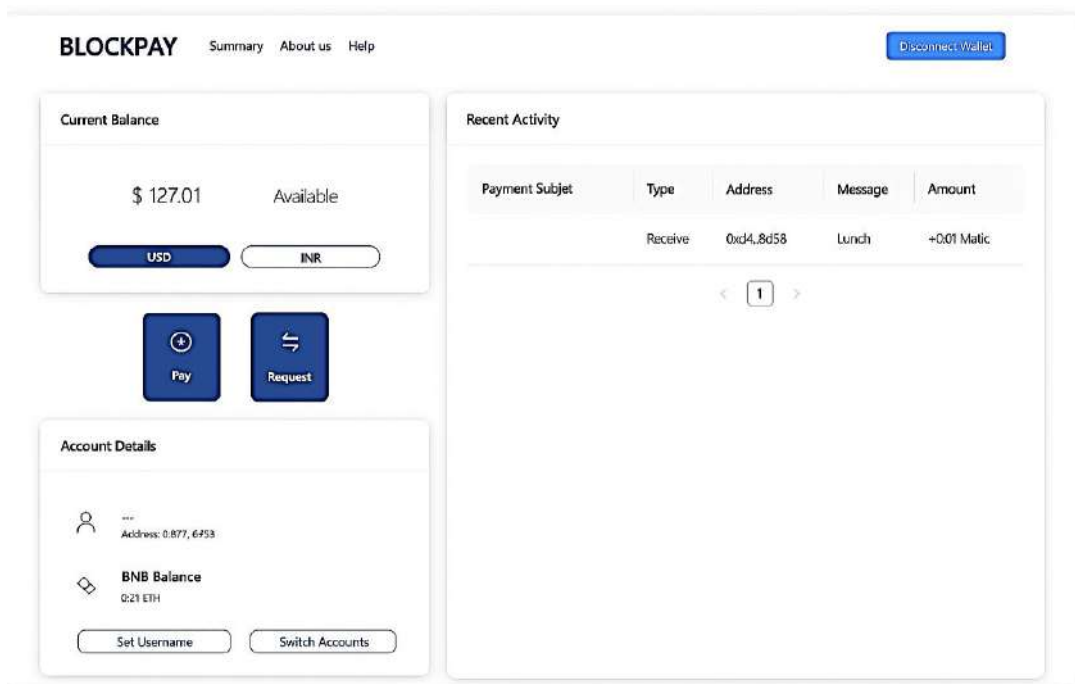 BLOCKPAY Summary About us Help
Disconnect Wallet
Current Balance
$ 127.01 Available
USD INR
Pay Request
Account Details
---
Address: 0:877, 6f53
BNB Balance
0:21 ETH
Set Username Switch Accounts
Recent Activity
Payment Subjet Type Address Message Amount
Receive 0xd4..8d58 Lunch +0:01 Matic
< 1 >